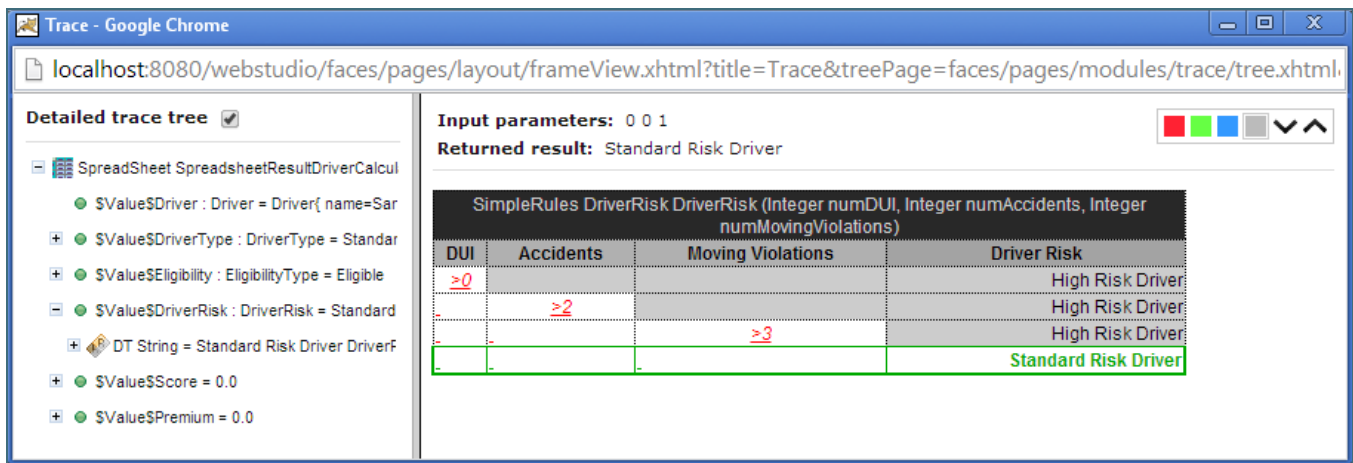 Trace - Google Chrome
localhost:8080/webstudio/faces/pages/layout/frameView.xhtml?title=Trace&treePage=faces/pages/modules/trace/tree.xhtml
Detailed trace tree
SpreadSheet SpreadsheetResultDriverCalcul
$Value$Driver : Driver = Driver{ name=Sar
$Value$DriverType : DriverType = Standar
$Value$Eligibility : EligibilityType = Eligible
$Value$DriverRisk : DriverRisk = Standard
DT String = Standard Risk Driver Driver
$Value$Score = 0.0
$Value$Premium = 0.0
Input parameters: 0 0 1
Returned result: Standard Risk Driver
SimpleRules DriverRisk DriverRisk (Integer numDUI, Integer numAccidents, Integer
numMovingViolations)
DUI Accidents Moving Violations Driver Risk
>0 High Risk Driver
>2 High Risk Driver
>3 High Risk Driver
Standard Risk Driver